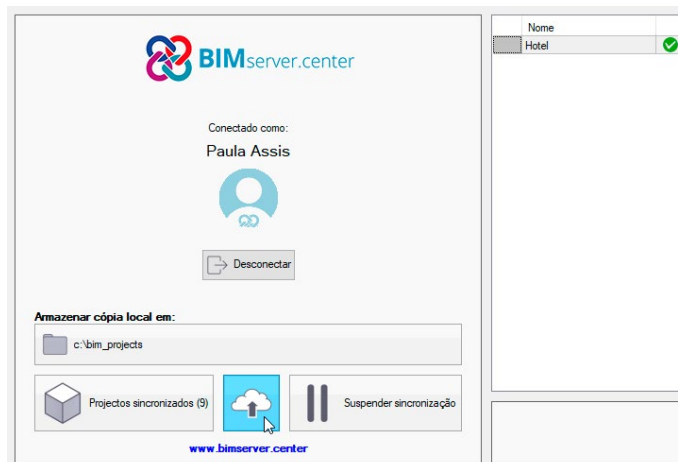 BIMserver.center
Conectado como:
Paula Assis
Desconectar
Armazenar cópia local em:
c:\bim_projects
Projectos sincronizados (9)
Suspender sincronização
www.bimserver.center
Nome
Hotel